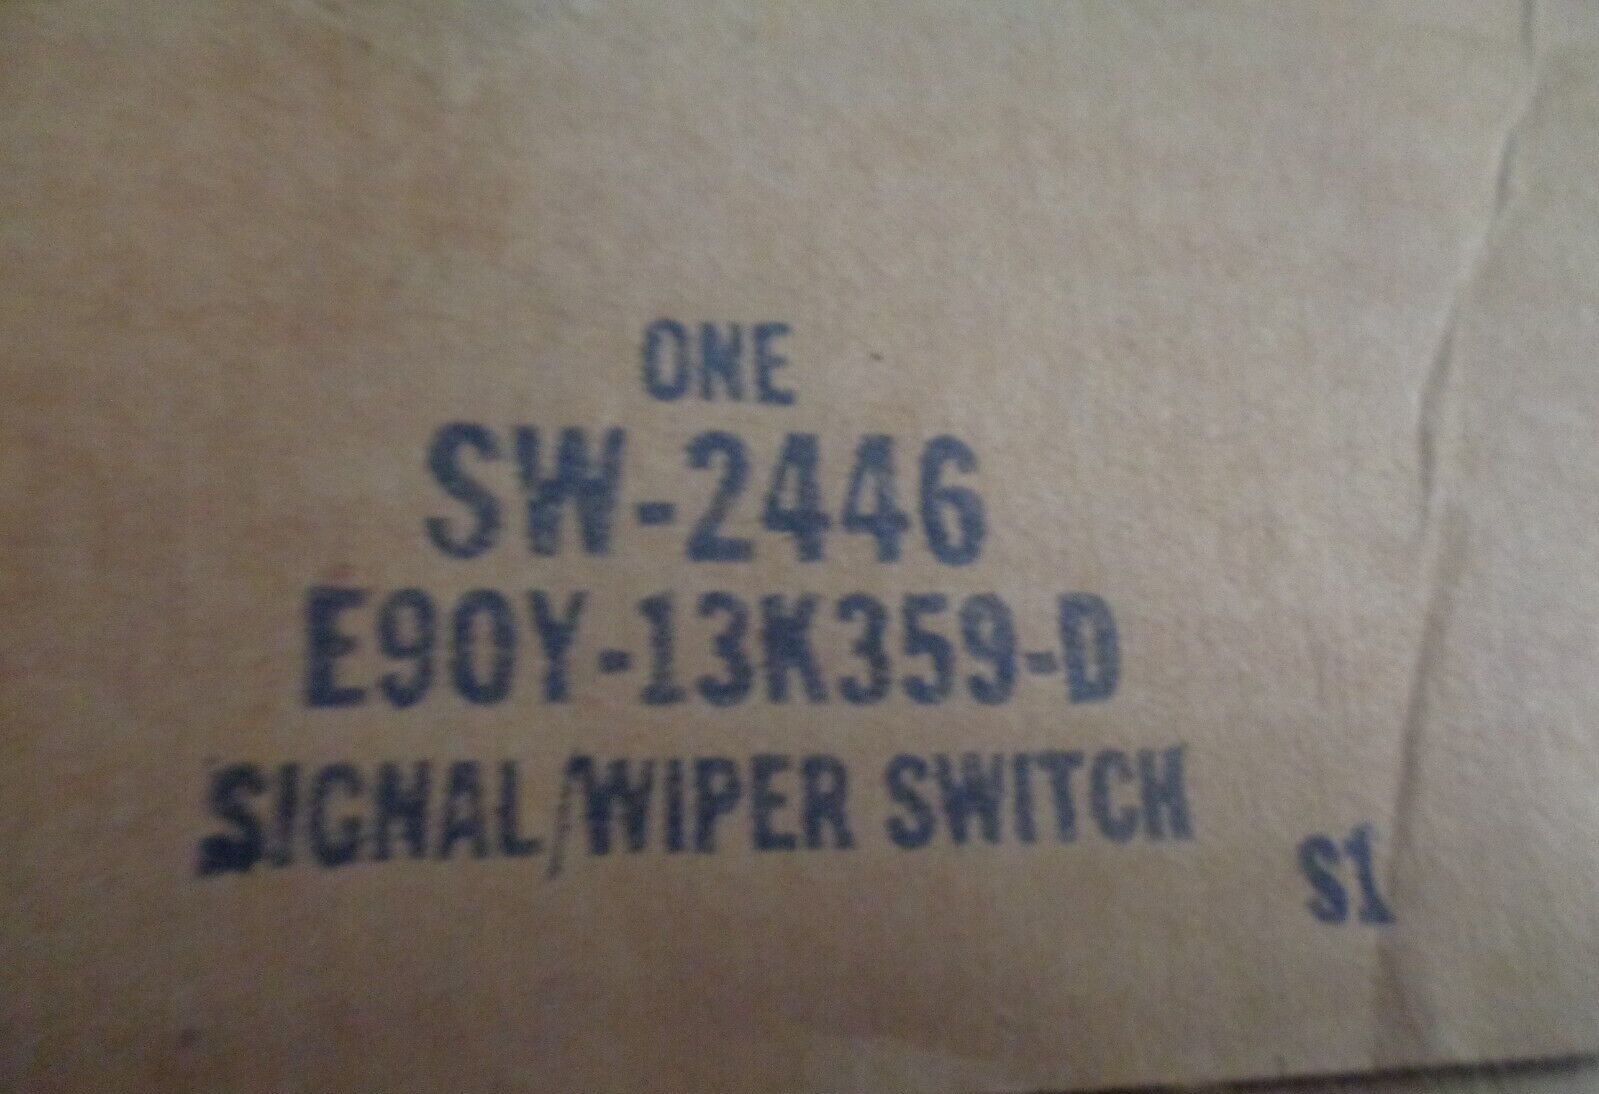 ONE
SW-2446
E90Y-13K359-D
SIGNAL/WIPER SWITCH
S1